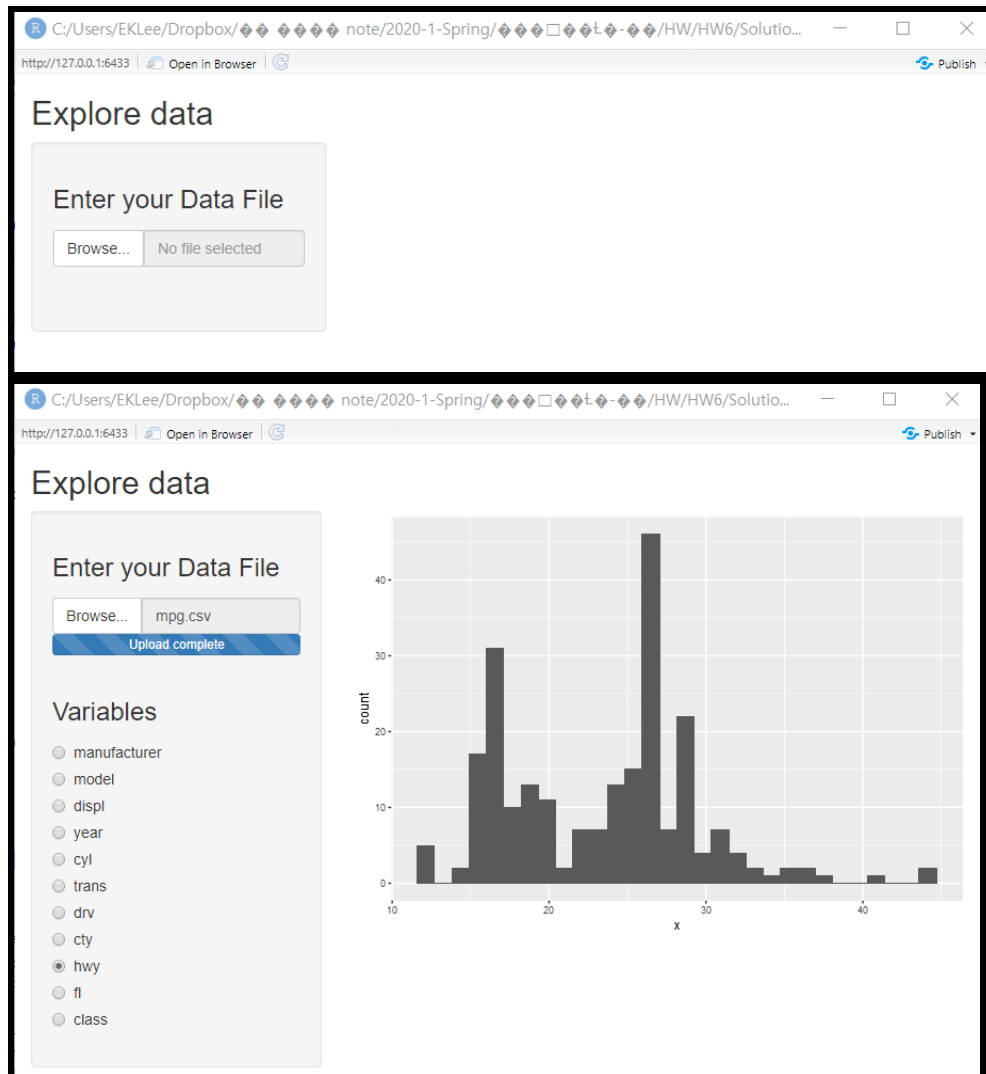 C:/Users/EKLee/Dropbox/�� ���� note/2020-1-Spring/���□��Ł�-��/HW/HW6/Solutio...
http://127.0.0.1:6433 Open in Browser Publish
Explore data
Enter your Data File
Browse... No file selected
C:/Users/EKLee/Dropbox/�� ���� note/2020-1-Spring/���□��Ł�-��/HW/HW6/Solutio...
http://127.0.0.1:6433 Open in Browser Publish
Explore data
Enter your Data File
Browse... mpg.csv
Upload complete
Variables
manufacturer
model
displ
year
cyl
trans
drv
cty
hwy
fl
class
40
30
20
10
0
count
10 20 30 40
x